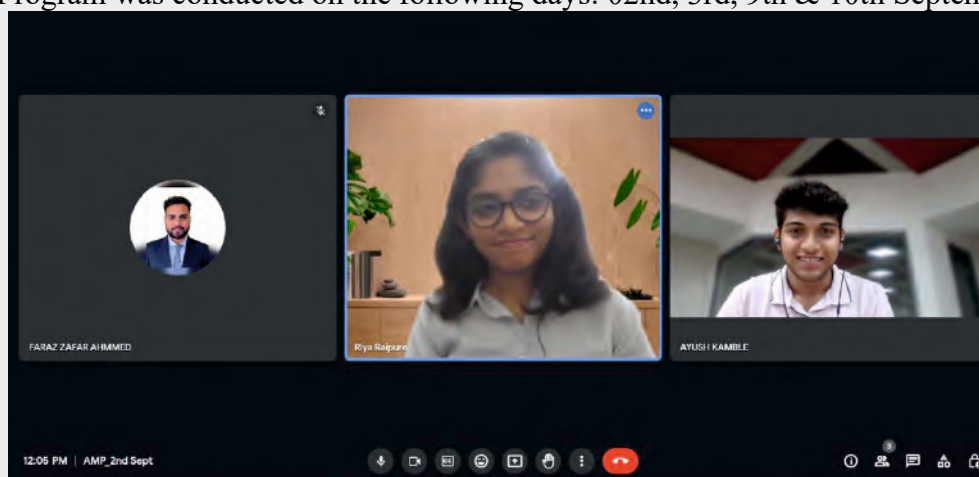 Program was conducted on the following days: 02nd, 3rd, 9th & 10th
FARAZ ZAFAR AHMMED
Riya Raipure
AYUSH KAMBLE
12:05 PM | AMP_2nd Sept
3